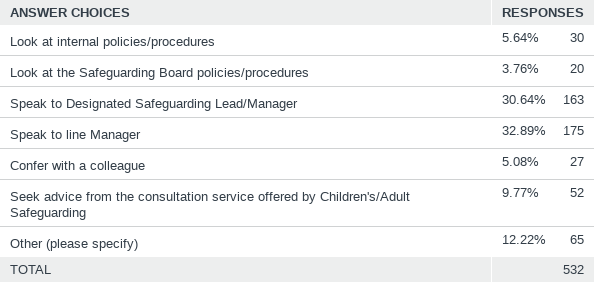 ANSWER CHOICES RESPONSES
Look at internal policies/procedures 5.64% 30
Look at the Safeguarding Board policies/procedures 3.76% 20
Speak to Designated Safeguarding Lead/Manager 30.64% 163
Speak to line Manager 32.89% 175
Confer with a colleague 5.08% 27
Seek advice from the consultation service offered by Children's/Adult 9.77% 52
Safeguarding
Other (please specify) 12.22% 65
TOTAL 532